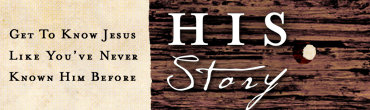 Get To Know Jesus
Like You've Never
Known Him Before
HIS
Story